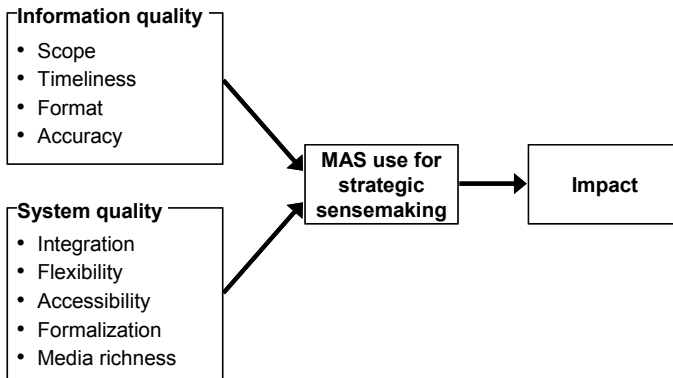 Information quality
• Scope
• Timeliness
• Format
• Accuracy
System quality
• Integration
• Flexibility
• Accessibility
• Formalization
• Media richness
MAS use for
strategic
sensemaking
Impact